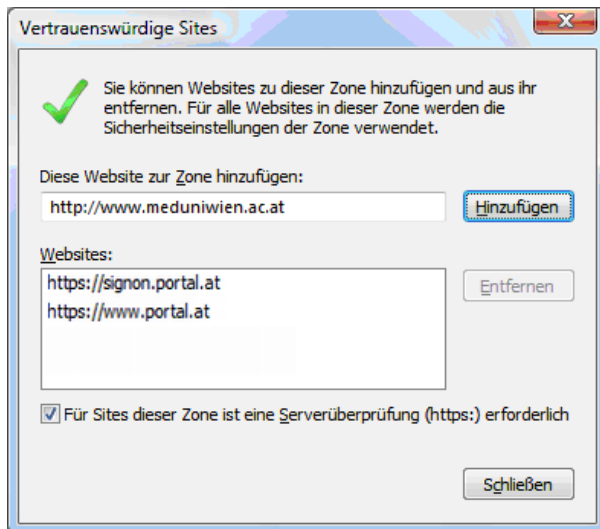 Vertrauenswürdige Sites
Sie können Websites zu dieser Zone hinzufügen und aus ihr
entfernen. Für alle Websites in dieser Zone werden die
Sicherheitseinstellungen der Zone verwendet.
Diese Website zur Zone hinzufügen:
http://www.meduniwien.ac.at
Hinzufügen
Websites:
https://signon.portal.at
https://www.portal.at
Entfernen
Für Sites dieser Zone ist eine Serverüberprüfung (https:) erforderlich
Schließen